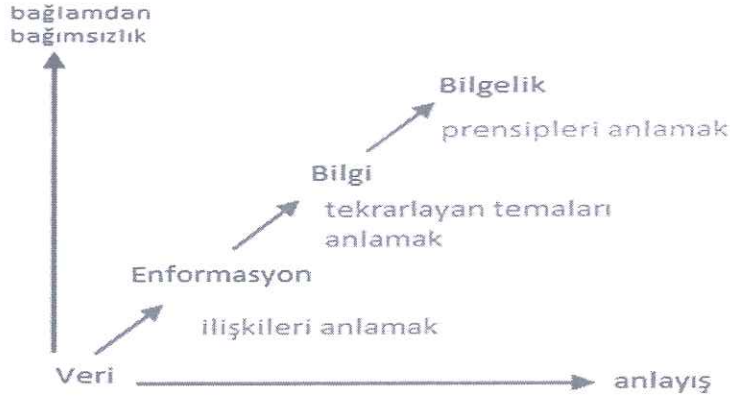 bağlamdan
bağımsızlık
Bilgelik
prensipleri anlamak
Bilgi
tekrarlayan temaları
anlamak
Enformasyon
ilişkileri anlamak
Veri
anlayış